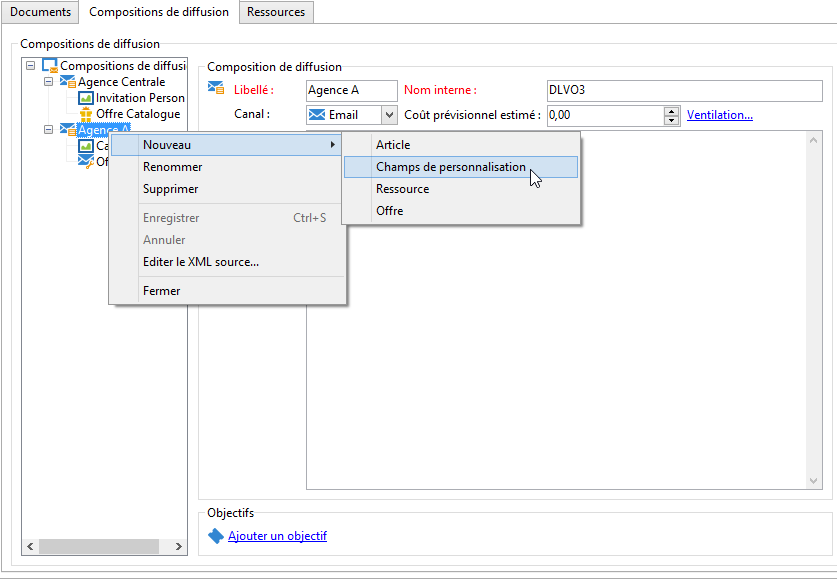 Documents Compositions de diffusion Ressources
Compositions de diffusion
Compositions de diffusi
Agence Centrale
Invitation Person
Offre Catalogue
Agence A
Ca
Of
Composition de diffusion
Libellé : Agence A Nom interne : DLVO3
Canal : Email Coût prévisionnel estimé : 0,00 Ventilation...
Nouveau
Renommer
Supprimer
Enregistrer Ctrl+S
Annuler
Editer le XML source...
Fermer
Article
Champs de personnalisation
Ressource
Offre
Objectifs
Ajouter un objectif